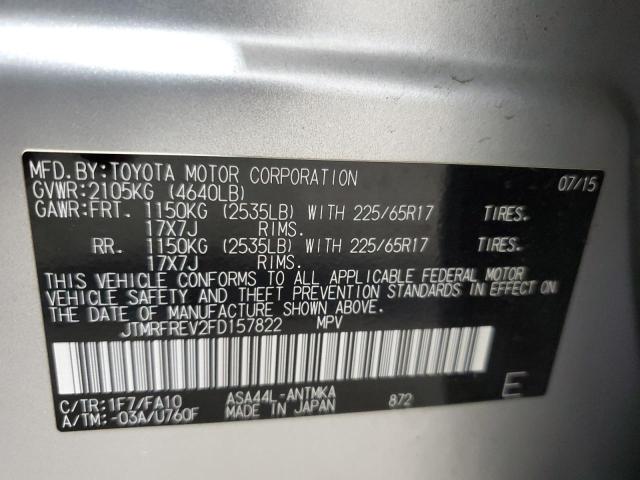 MFD. BY: TOYOTA MOTOR CORPORATION 07/15
GVWR: 2105KG (4640LB)
GAWR: FRT. 1150KG (2535LB) WITH 225/65R17 TIRES.
17X7J RIMS.
RR. 1150KG (2535LB) WITH 225/65R17 TIRES.
17X7J RIMS.
THIS VEHICLE CONFORMS TO ALL APPLICABLE FEDERAL MOTOR
VEHICLE SAFETY AND THEFT PREVENTION STANDARDS IN EFFECT ON
THE DATE OF MANUFACTURE SHOWN ABOVE.
JTMRFREV2FD157822 MPV
C/TR: 1F7/FA10 ASA44L-ANTMKA 872 E
A/TM: -03A/U760F MADE IN JAPAN